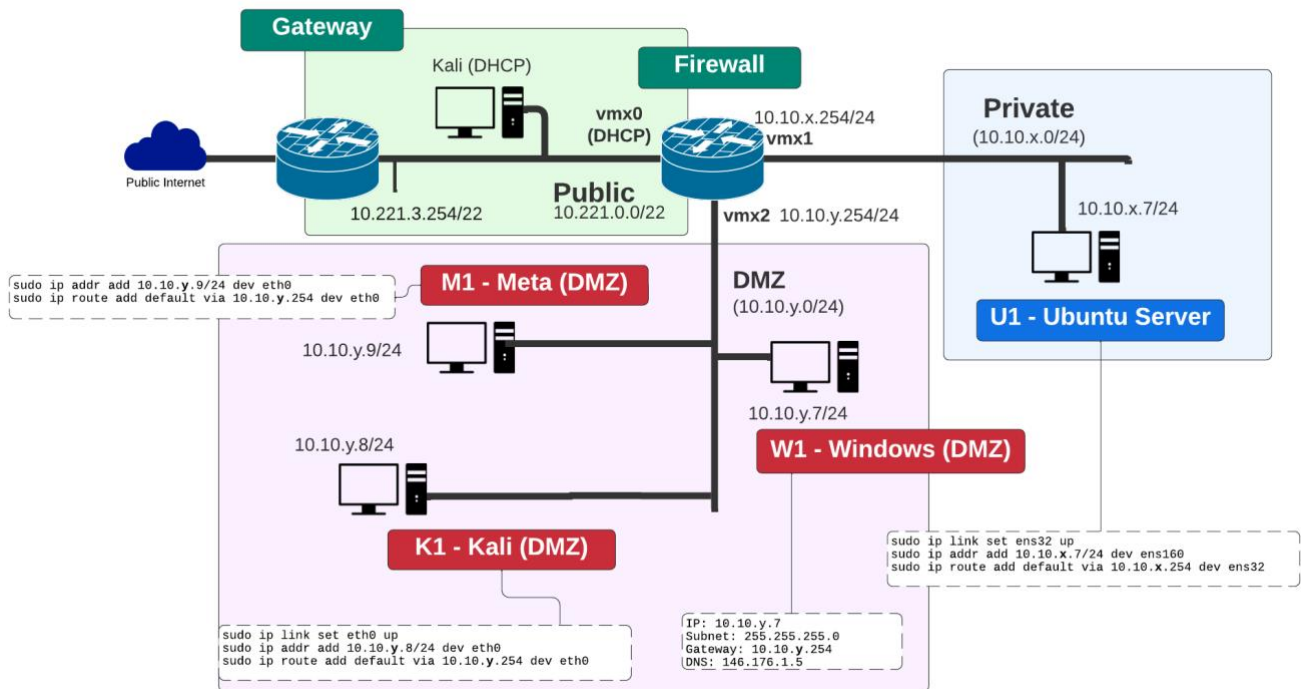 Gateway
Kali (DHCP)
Firewall
vmx0
(DHCP)
10.10.x.254/24
vmx1
Private
(10.10.x.0/24)
Public Internet
10.221.3.254/22
Public
10.221.0.0/22
vmx2 10.10.y.254/24
10.10.x.7/24
U1 - Ubuntu Server
sudo ip addr add 10.10.y.9/24 dev eth0
sudo ip route add default via 10.10.y.254 dev eth0
M1 - Meta (DMZ)
DMZ
(10.10.y.0/24)
10.10.y.9/24
10.10.y.7/24
10.10.y.8/24
W1 - Windows (DMZ)
K1 - Kali (DMZ)
sudo ip link set ens32 up
sudo ip addr add 10.10.x.7/24 dev ens160
sudo ip route add default via 10.10.x.254 dev ens32
sudo ip link set eth0 up
sudo ip addr add 10.10.y.8/24 dev eth0
sudo ip route add default via 10.10.y.254 dev eth0
IP: 10.10.y.7
Subnet: 255.255.255.0
Gateway: 10.10.y.254
DNS: 146.176.1.5